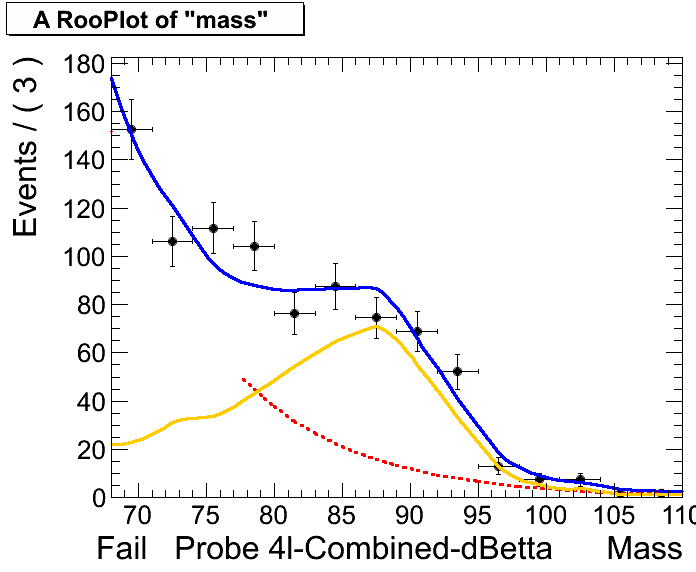 A RooPlot of "mass"
Events / ( 3 )
180
160
140
120
100
80
60
40
20
0
70 75 80 85 90 95 100 105 110
Fail Probe 4l-Combined-dBetta Mass